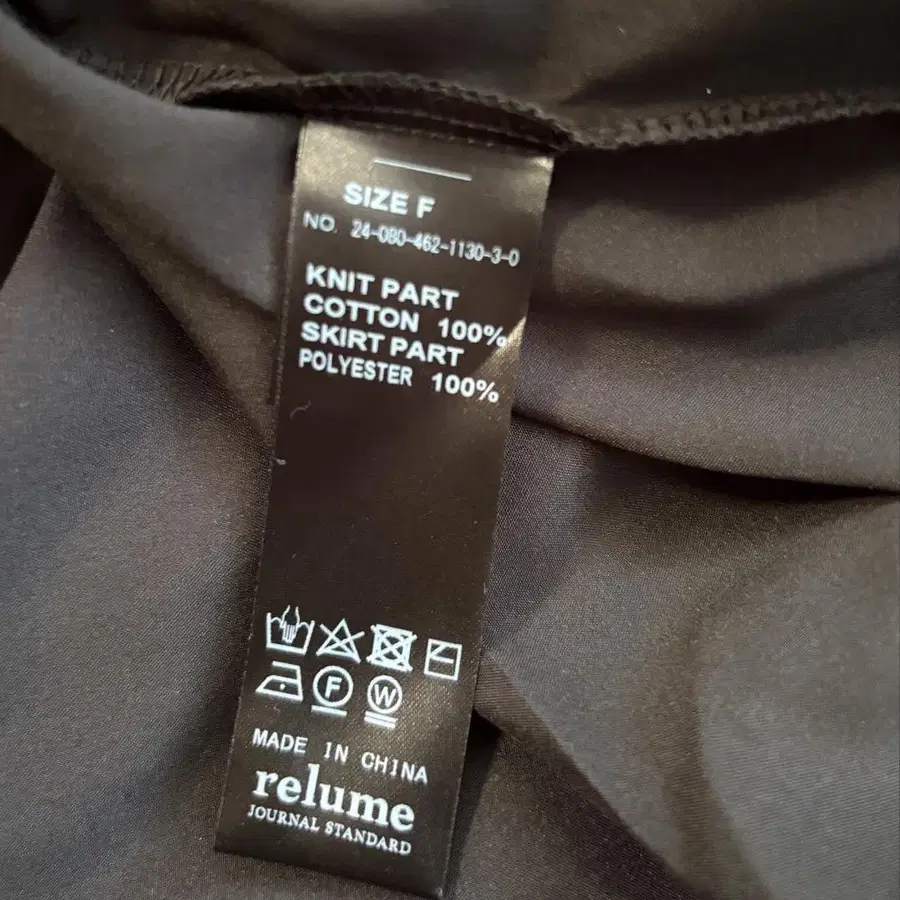 SIZE F
NO. 24-080-462-1130-3-0
KNIT PART
COTTON 100%
SKIRT PART
POLYESTER 100%
F
W
MADE IN CHINA
relume
JOURNAL STANDARD